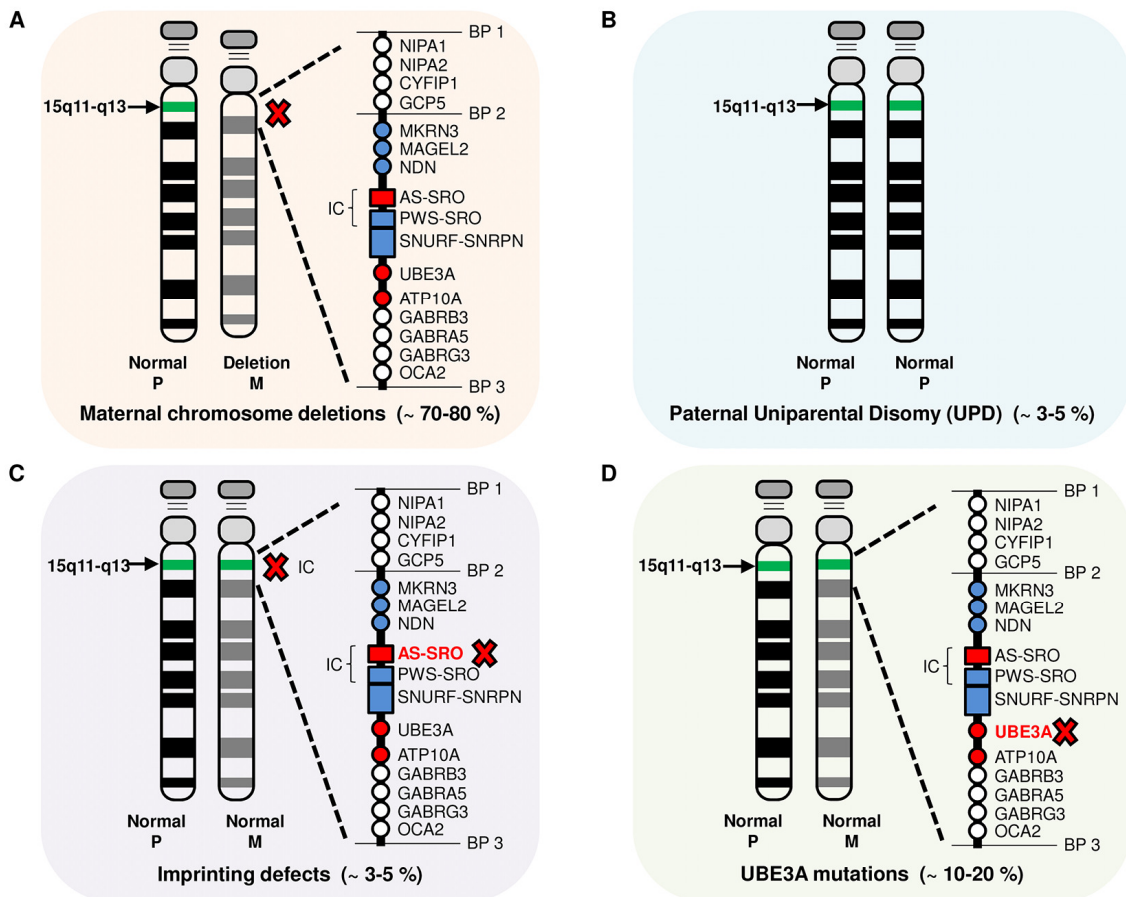 A
BP 1
NIPA1
NIPA2
CYFIP1
GCP5
15q11-q13
BP 2
MKRN3
MAGEL2
NDN
AS-SRO
IC
PWS-SRO
SNURF-SNRPN
UBE3A
ATP10A
GABRB3
GABRA5
GABRG3
OCA2
BP 3
Normal
P
Deletion
M
Maternal chromosome deletions (~ 70-80 %)
B
15q11-q13
Normal
P
Normal
P
Paternal Uniparental Disomy (UPD) (~ 3-5 %)
C
BP 1
NIPA1
NIPA2
CYFIP1
GCP5
15q11-q13
IC
BP 2
MKRN3
MAGEL2
NDN
AS-SRO
IC
PWS-SRO
SNURF-SNRPN
UBE3A
ATP10A
GABRB3
GABRA5
GABRG3
OCA2
BP 3
Normal
P
Normal
M
Imprinting defects (~ 3-5 %)
D
BP 1
NIPA1
NIPA2
CYFIP1
GCP5
15q11-q13
BP 2
MKRN3
MAGEL2
NDN
AS-SRO
IC
PWS-SRO
SNURF-SNRPN
UBE3A
ATP10A
GABRB3
GABRA5
GABRG3
OCA2
BP 3
Normal
P
Normal
M
UBE3A mutations (~ 10-20 %)